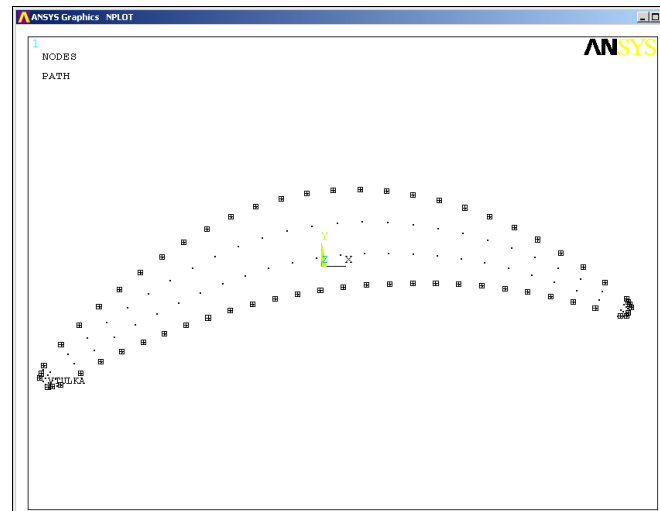 ANSYS Graphics NPLOT
1
ANSYS
NODES
PATH
Y
Z X
VTULKA